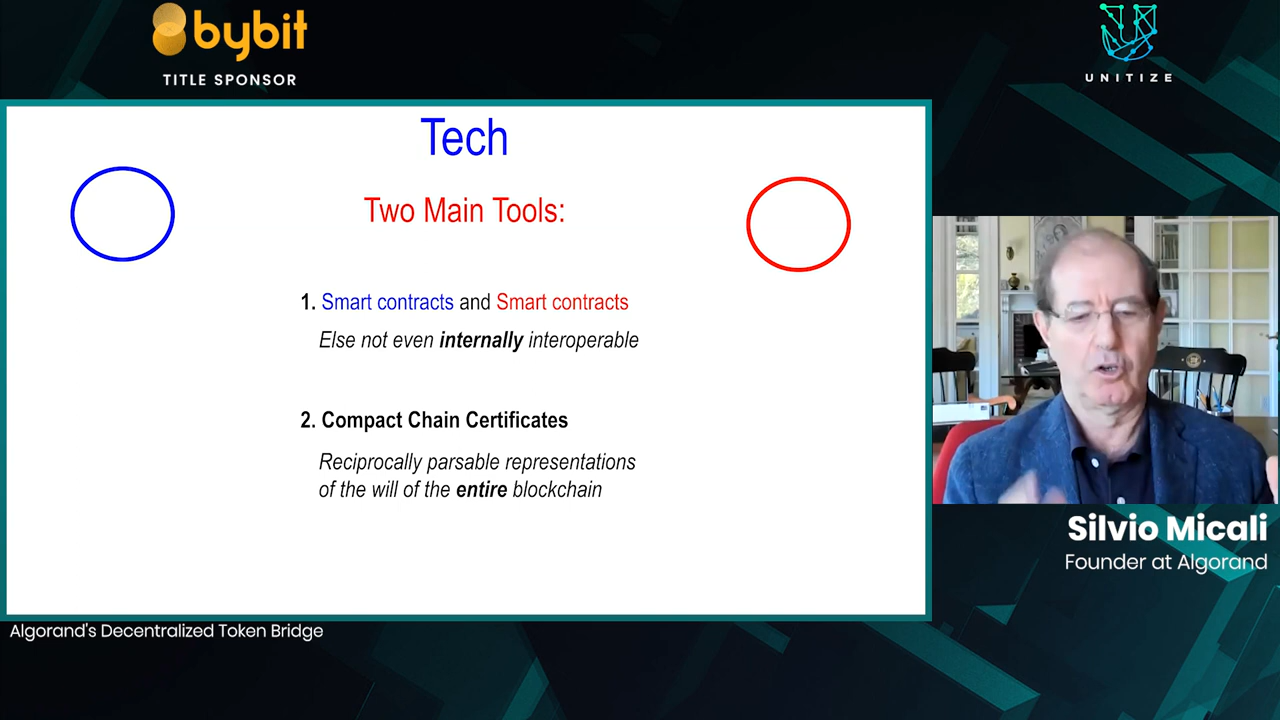 bybit
TITLE SPONSOR
UNITIZE
Tech
Two Main Tools:
1. Smart contracts and Smart contracts
Else not even internally interoperable
2. Compact Chain Certificates
Reciprocally parsable representations
of the will of the entire blockchain
Silvio Micali
Founder at Algorand
Algorand's Decentralized Token Bridge